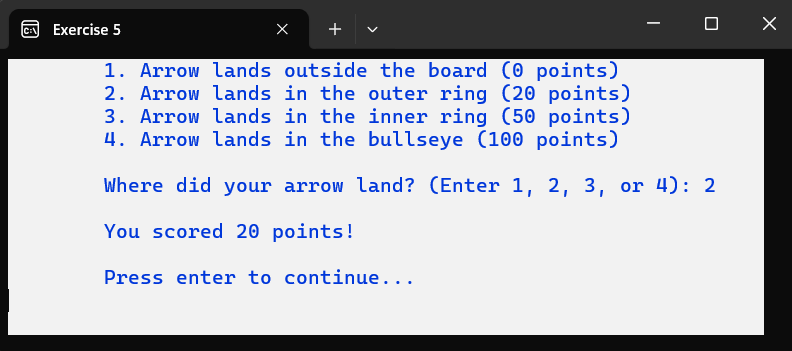 Exercise 5
1. Arrow lands outside the board (0 points)
2. Arrow lands in the outer ring (20 points)
3. Arrow lands in the inner ring (50 points)
4. Arrow lands in the bullseye (100 points)
Where did your arrow land? (Enter 1, 2, 3, or 4): 2
You scored 20 points!
Press enter to continue...